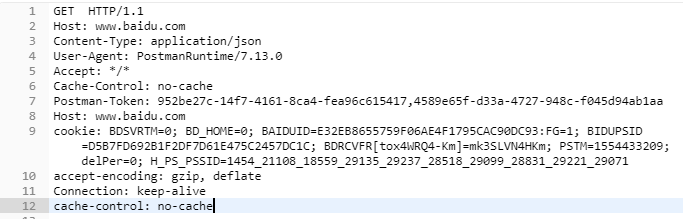 1 GET  HTTP/1.1
2 Host: www.baidu.com
3 Content-Type: application/json
4 User-Agent: PostmanRuntime/7.13.0
5 Accept: */*
6 Cache-Control: no-cache
7 Postman-Token: 952be27c-14f7-4161-8ca4-fea96c615417,4589e65f-d33a-4727-948c-f045d94ab1aa
8 Host: www.baidu.com
9 cookie: BDSVRTM=0; BD_HOME=0; BAIDUID=E32EB8655759F06AE4F1795CAC90DC93:FG=1; BIDUPSID
=D5B7FD692B1F2DF7D61E475C2457DC1C; BDRCVFR[tox4WRQ4-Km]=mk3SLVN4HKm; PSTM=1554433209;
delPer=0; H_PS_PSSID=1454_21108_18559_29135_29237_28518_29099_28831_29221_29071
10 accept-encoding: gzip, deflate
11 Connection: keep-alive
12 cache-control: no-cache